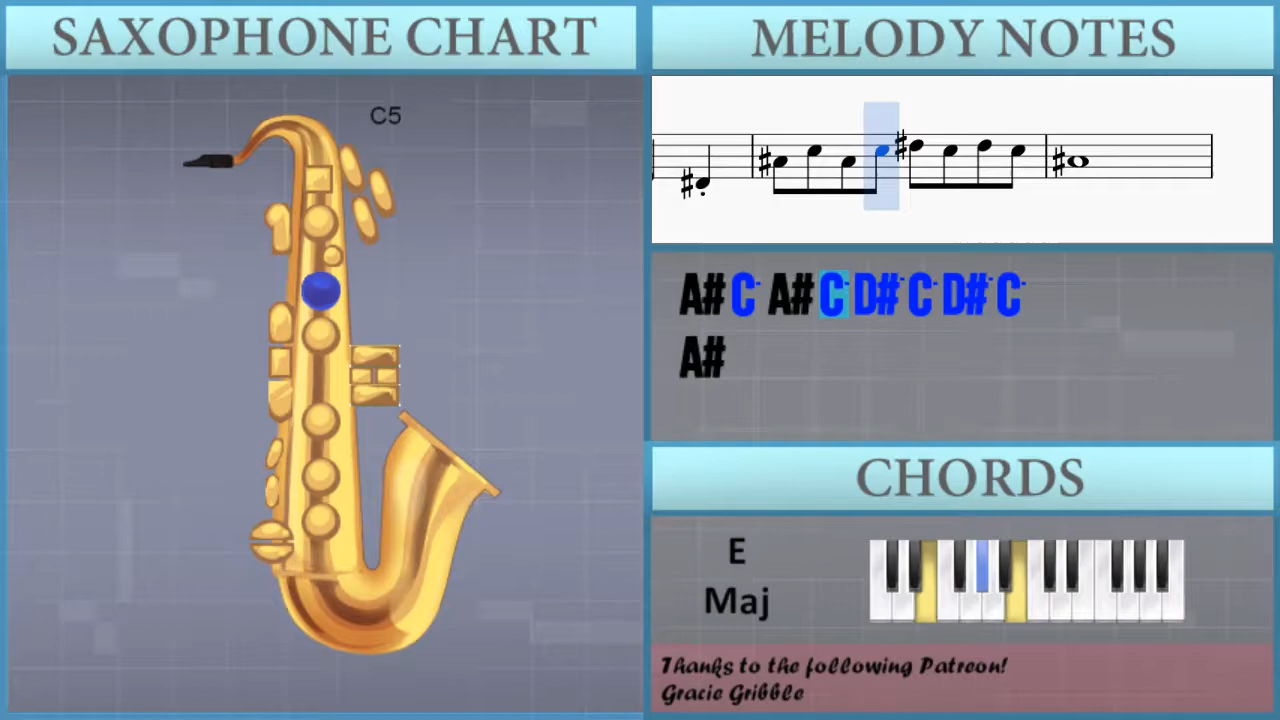 SAXOPHONE CHART
C5
MELODY NOTES
A# C A# C D# C D# C
A#
CHORDS
E
Maj
Thanks to the following Patreon!
Gracie Gribble